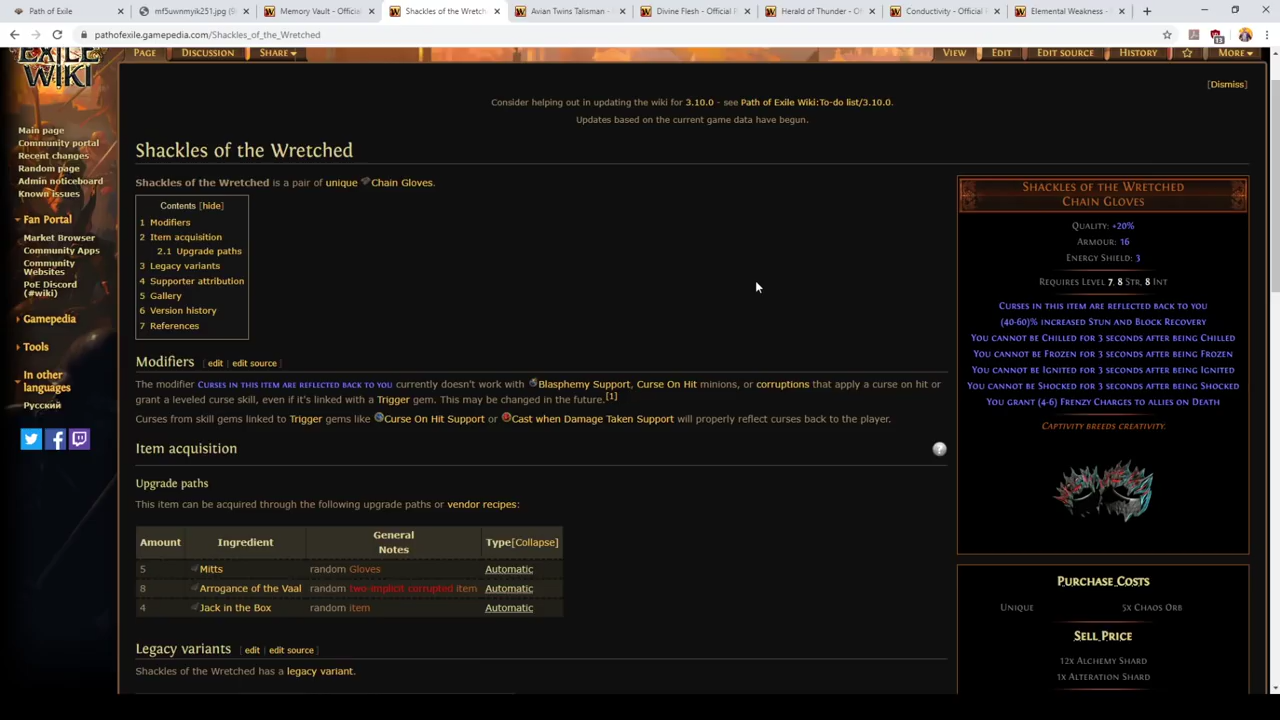 Path of Exile
mf5uwnmyik251.jpg (9
Memory Vault - Official
Shackles of the Wretched
Avian Twins Talisman -
Divine Flesh - Official P
Herald of Thunder - Of
Conductivity - Official
Elemental Weakness -
pathofexile.gamepedia.com/Shackles_of_the_Wretched
EXILE
WIKI
PAGE DISCUSSION SHARE
VIEW EDIT EDIT SOURCE HISTORY MORE
[Dismiss]
Consider helping out in updating the wiki for 3.10.0 - see Path of Exile Wiki:To-do list/3.10.0.
Updates based on the current game data have begun.
Main page
Community portal
Recent changes
Random page
Admin noticeboard
Known issues
Fan Portal
Market Browser
Community Apps
Community
Websites
PoE Discord
(#wiki)
Gamepedia
Tools
In other
languages
Русский
Shackles of the Wretched
Shackles of the Wretched is a pair of unique Chain Gloves.
Contents [hide]
1 Modifiers
2 Item acquisition
2.1 Upgrade paths
3 Legacy variants
4 Supporter attribution
5 Gallery
6 Version history
7 References
Modifiers [ edit | edit source ]
The modifier CURSES IN THIS ITEM ARE REFLECTED BACK TO YOU currently doesn't work with Blasphemy Support, Curse On Hit minions, or corruptions that apply a curse on hit or
grant a leveled curse skill, even if it's linked with a Trigger gem. This may be changed in the future.[1]
Curses from skill gems linked to Trigger gems like Curse On Hit Support or Cast when Damage Taken Support will properly reflect curses back to the player.
Item acquisition
Upgrade paths
This item can be acquired through the following upgrade paths or vendor recipes:
Amount Ingredient General Notes Type[Collapse]
5 Mitts random Gloves Automatic
8 Arrogance of the Vaal random two-implicit corrupted item Automatic
4 Jack in the Box random item Automatic
Legacy variants [ edit | edit source ]
Shackles of the Wretched has a legacy variant.
SHACKLES OF THE WRETCHED
CHAIN GLOVES
QUALITY: +20%
ARMOUR: 16
ENERGY SHIELD: 3
REQUIRES LEVEL 7, 8 STR, 8 INT
CURSES IN THIS ITEM ARE REFLECTED BACK TO YOU
(40-60)% INCREASED STUN AND BLOCK RECOVERY
YOU CANNOT BE CHILLED FOR 3 SECONDS AFTER BEING CHILLED
YOU CANNOT BE FROZEN FOR 3 SECONDS AFTER BEING FROZEN
YOU CANNOT BE IGNITED FOR 3 SECONDS AFTER BEING IGNITED
YOU CANNOT BE SHOCKED FOR 3 SECONDS AFTER BEING SHOCKED
YOU GRANT (4-6) FRENZY CHARGES TO ALLIES ON DEATH
CAPTIVITY BREEDS CREATIVITY.
PURCHASE COSTS
UNIQUE 5X CHAOS ORB
SELL PRICE
12X ALCHEMY SHARD
1X ALTERATION SHARD